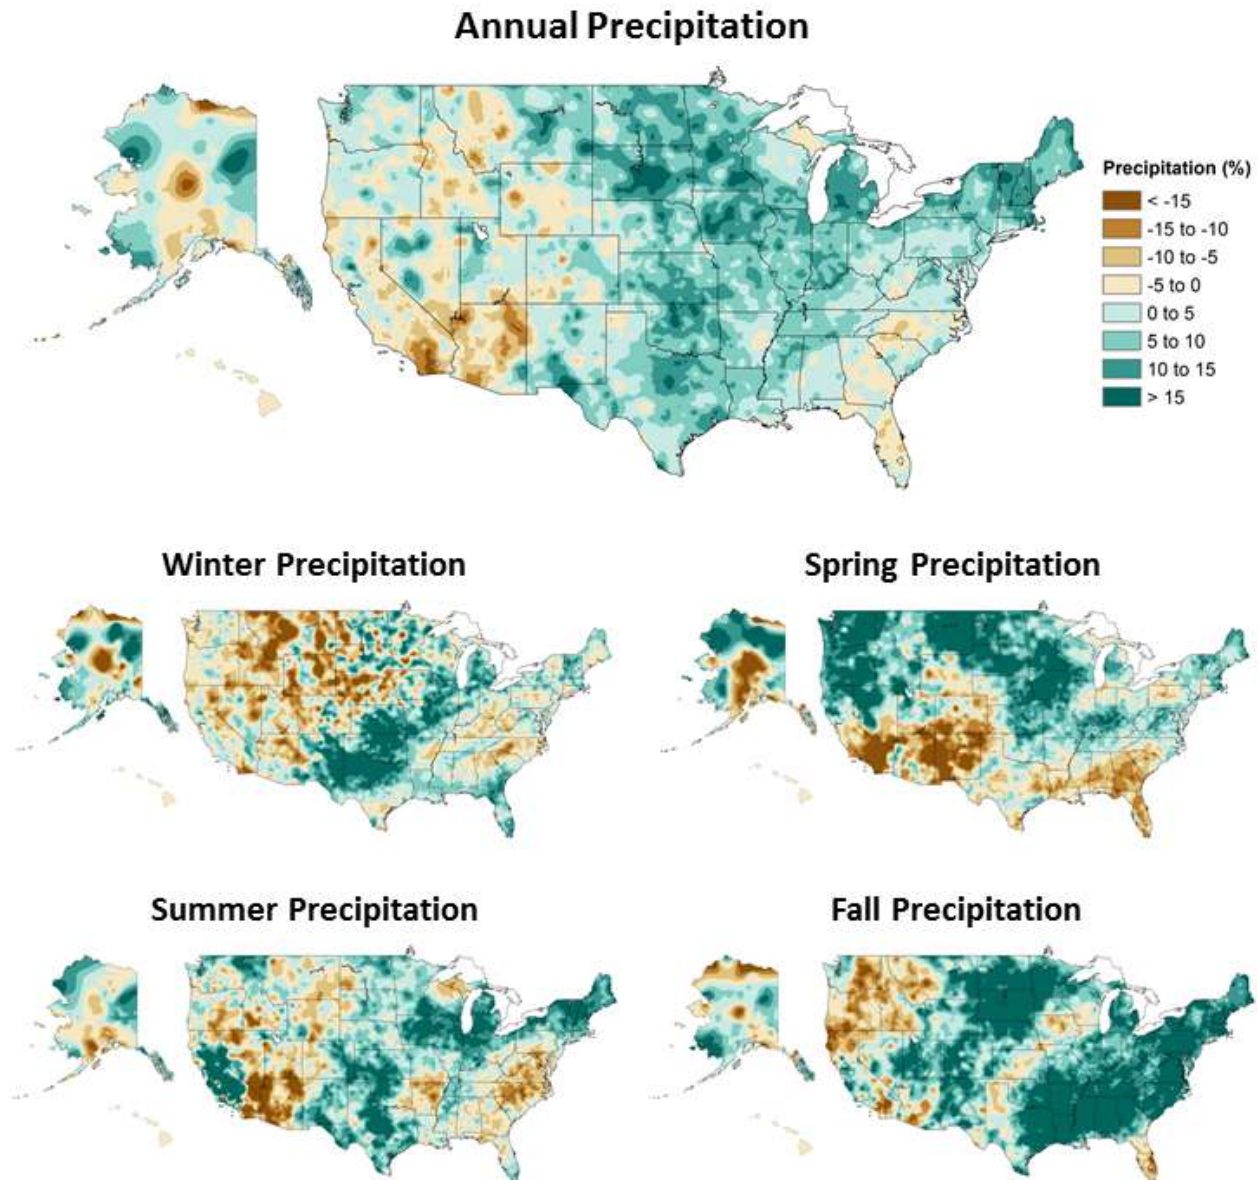 Annual Precipitation
Precipitation (%)
< -15
-15 to -10
-10 to -5
-5 to 0
0 to 5
5 to 10
10 to 15
> 15
Winter Precipitation
Spring Precipitation
Summer Precipitation
Fall Precipitation